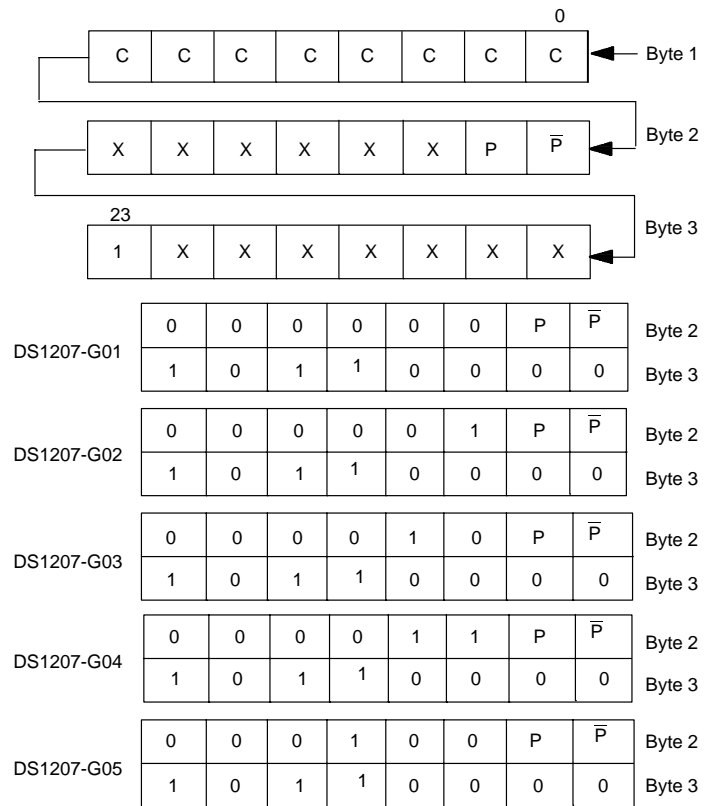 0
C C C C C C C C Byte 1
X X X X X X P P̅ Byte 2
23
1 X X X X X X X Byte 3
DS1207-G01
0 0 0 0 0 0 P P̅ Byte 2
1 0 1 1 0 0 0 0 Byte 3
DS1207-G02
0 0 0 0 0 1 P P̅ Byte 2
1 0 1 1 0 0 0 0 Byte 3
DS1207-G03
0 0 0 0 1 0 P P̅ Byte 2
1 0 1 1 0 0 0 0 Byte 3
DS1207-G04
0 0 0 0 1 1 P P̅ Byte 2
1 0 1 1 0 0 0 0 Byte 3
DS1207-G05
0 0 0 1 0 0 P P̅ Byte 2
1 0 1 1 0 0 0 0 Byte 3